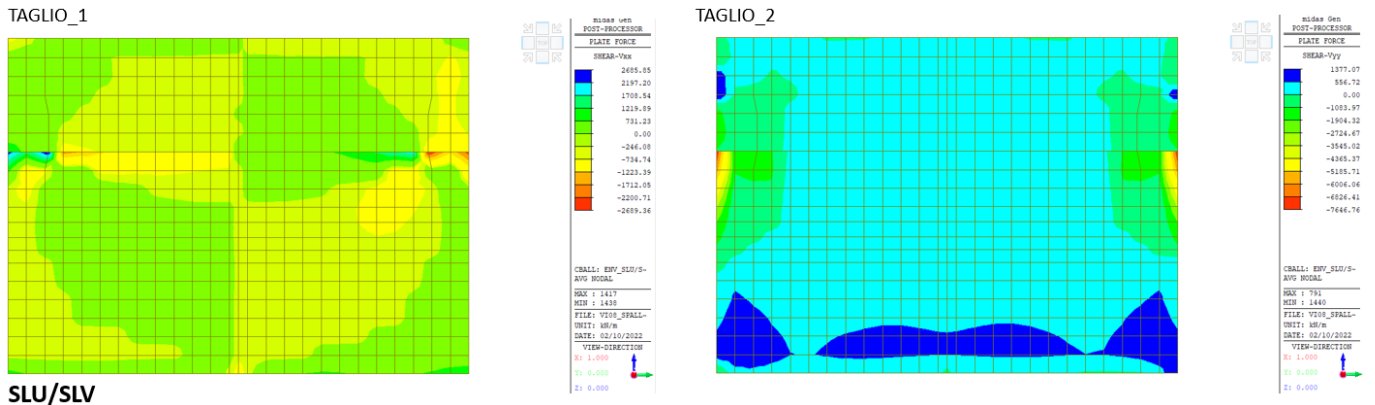 TAGLIO_1
midas Gen
POST-PROCESSOR
PLATE FORCE
SHEAR-Vxx
2685.85
2197.20
1708.54
1219.89
731.23
0.00
-246.08
-734.74
-1223.39
-1712.05
-2200.71
-2689.36
CBALL: ENV_SLU/S~
AVG NODAL
MAX : 1417
MIN : 1438
FILE: VI08_SPALL~
UNIT: kN/m
DATE: 02/10/2022
VIEW-DIRECTION
X: 1.000
Y: 0.000
Z: 0.000
TOP
SLU/SLV
TAGLIO_2
midas Gen
POST-PROCESSOR
PLATE FORCE
SHEAR-Vyy
1377.07
556.72
0.00
-1083.97
-1904.32
-2724.67
-3545.02
-4365.37
-5185.71
-6006.06
-6826.41
-7646.76
CBALL: ENV_SLU/S~
AVG NODAL
MAX : 791
MIN : 1440
FILE: VI08_SPALL~
UNIT: kN/m
DATE: 02/10/2022
VIEW-DIRECTION
X: 1.000
Y: 0.000
Z: 0.000
TOP